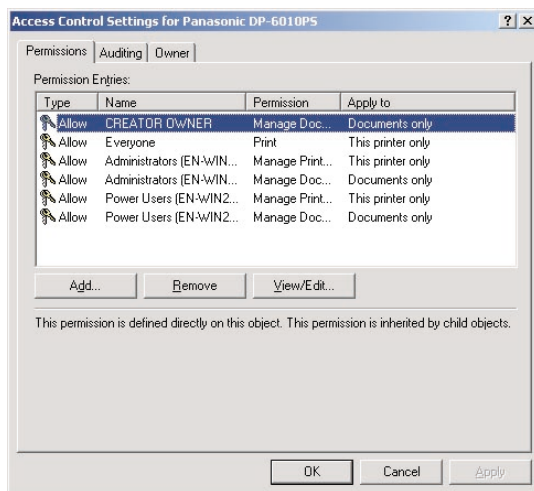 Access Control Settings for Panasonic DP-6010PS
Permissions Auditing Owner
Permission Entries:
Type Name Permission Apply to
Allow CREATOR OWNER Manage Doc... Documents only
Allow Everyone Print This printer only
Allow Administrators (EN-WIN... Manage Print... This printer only
Allow Administrators (EN-WIN... Manage Doc... Documents only
Allow Power Users (EN-WIN2... Manage Print... This printer only
Allow Power Users (EN-WIN2... Manage Doc... Documents only
Add... Remove View/Edit...
This permission is defined directly on this object. This permission is inherited by child objects.
OK Cancel Apply